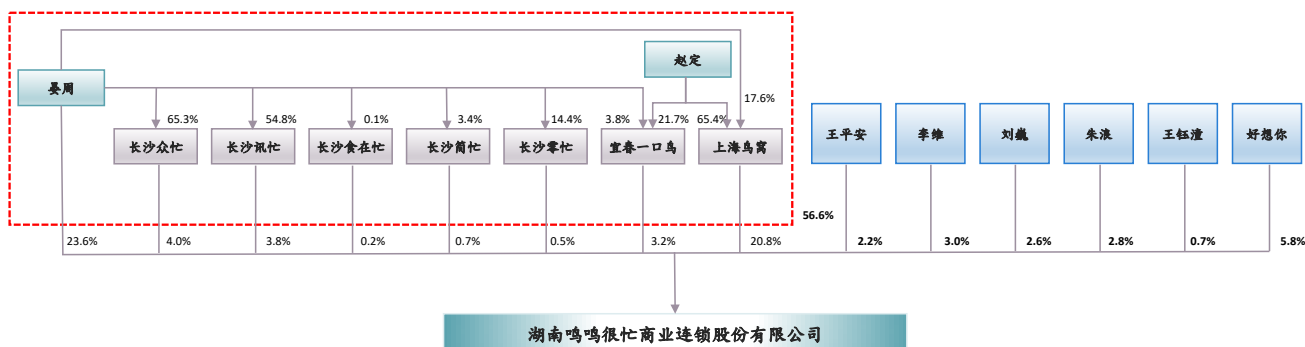 赵定
晏周
17.6%
65.3%
54.8%
0.1%
3.4%
14.4%
3.8%
21.7%
65.4%
长沙众忙
长沙讯忙
长沙食在忙
长沙简忙
长沙零忙
宜春一口鸟
上海鸟窝
王平安
李维
刘巍
朱浪
王钰潼
好想你
56.6%
23.6%
4.0%
3.8%
0.2%
0.7%
0.5%
3.2%
20.8%
2.2%
3.0%
2.6%
2.8%
0.7%
5.8%
湖南鸣鸣很忙商业连锁股份有限公司